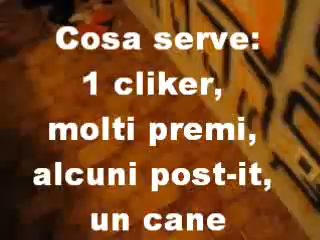 Cosa serve:
1 cliker,
molti premi,
alcuni post-it,
un cane